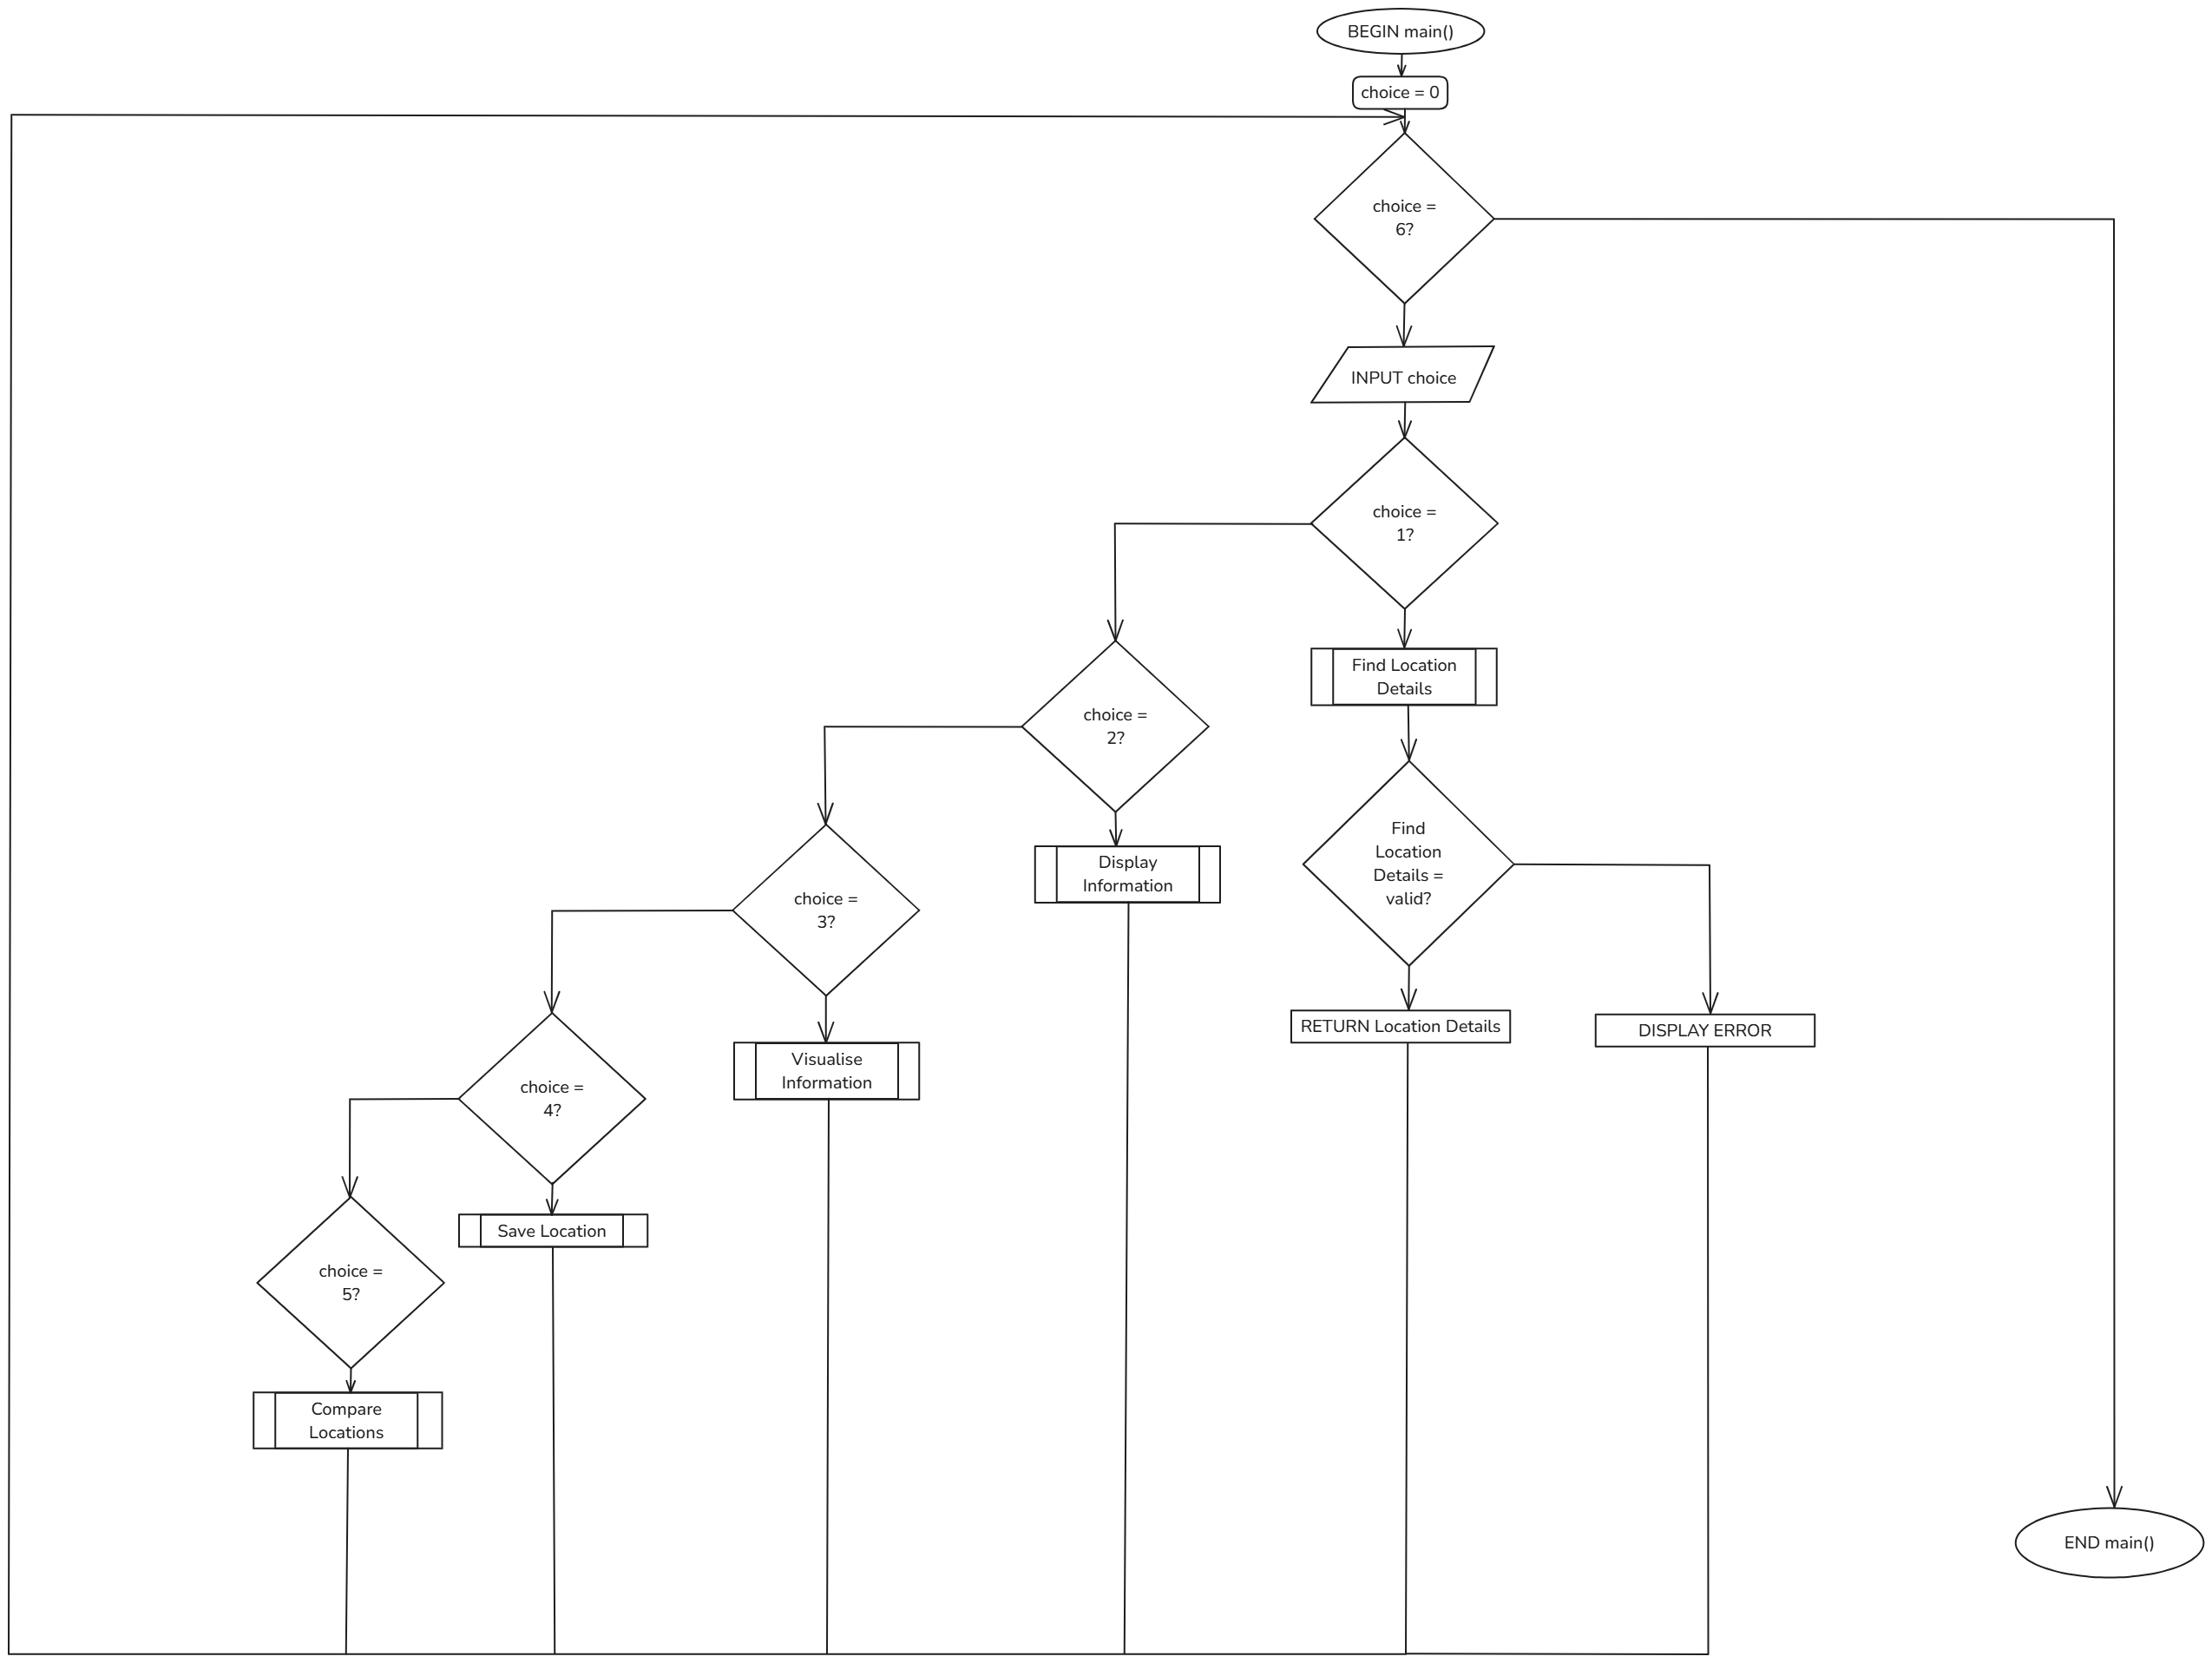 BEGIN main()
choice = 0
choice =
6?
INPUT choice
choice =
1?
Find Location
Details
choice =
2?
Find
Location
Details =
valid?
Display
Information
choice =
3?
RETURN Location Details
DISPLAY ERROR
Visualise
Information
choice =
4?
Save Location
choice =
5?
Compare
Locations
END main()